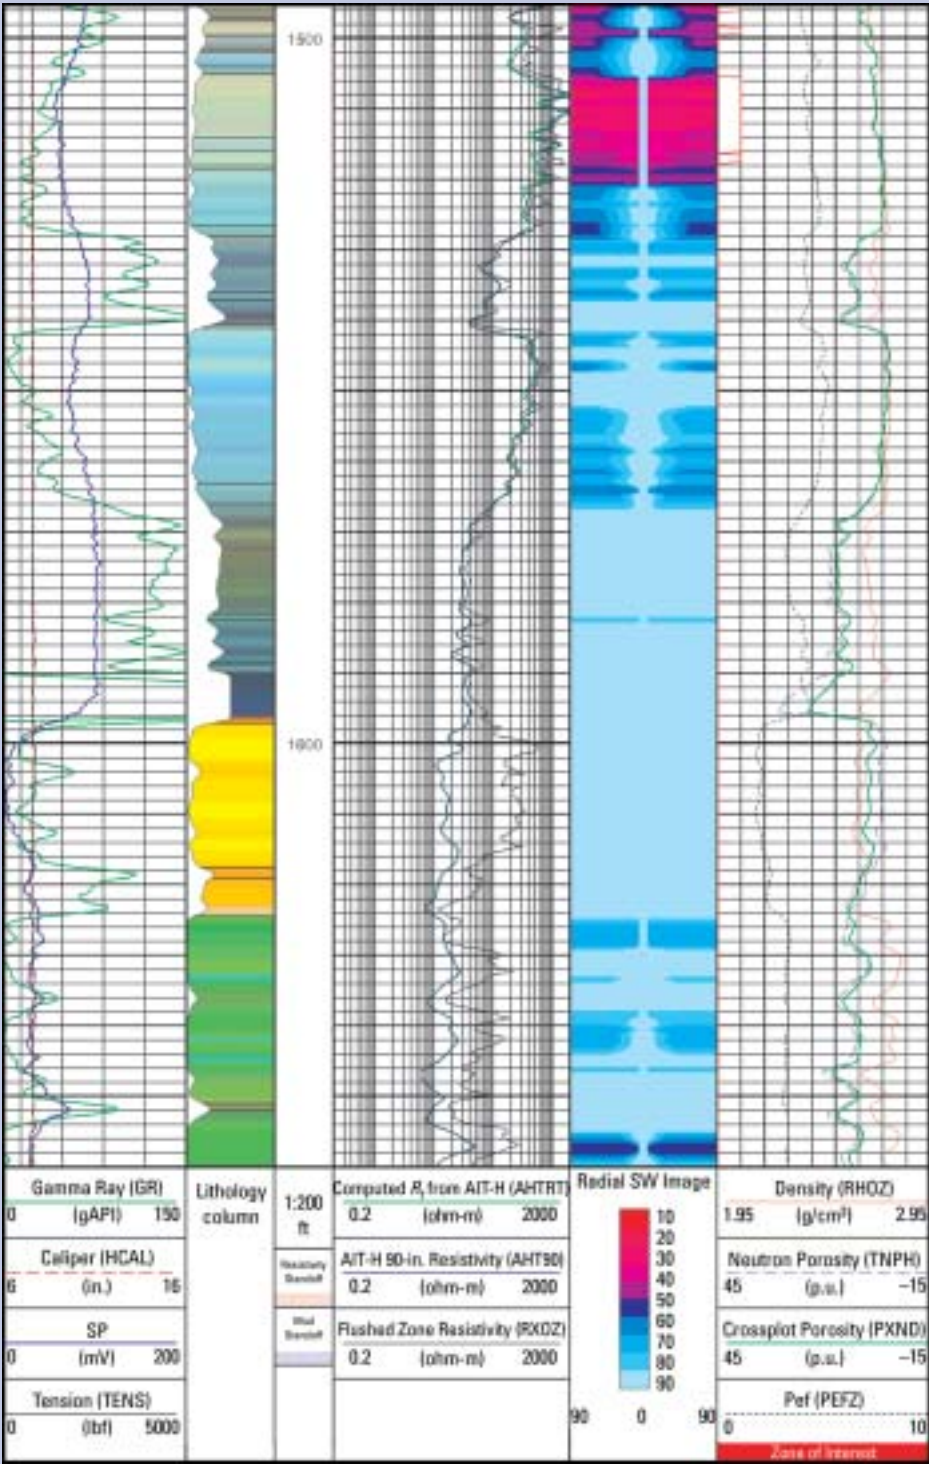 1500
1600
Gamma Ray (GR)
0 (gAPI) 150
Caliper (HCAL)
6 (in.) 16
SP
0 (mV) 200
Tension (TENS)
0 (lbf) 5000
Lithology
column
1:200
ft
Resistivity
Standoff
Mud
Standoff
Computed Rt from AIT-H (AHTRT)
0.2 (ohm-m) 2000
AIT-H 90-in. Resistivity (AHT90)
0.2 (ohm-m) 2000
Flushed Zone Resistivity (RXOZ)
0.2 (ohm-m) 2000
Radial SW Image
10
20
30
40
50
60
70
80
90
90 0 90
Density (RHOZ)
1.95 (g/cm³) 2.95
Neutron Porosity (TNPH)
45 (p.u.) –15
Crossplot Porosity (PXND)
45 (p.u.) –15
Pef (PEFZ)
0 10
Zone of Interest